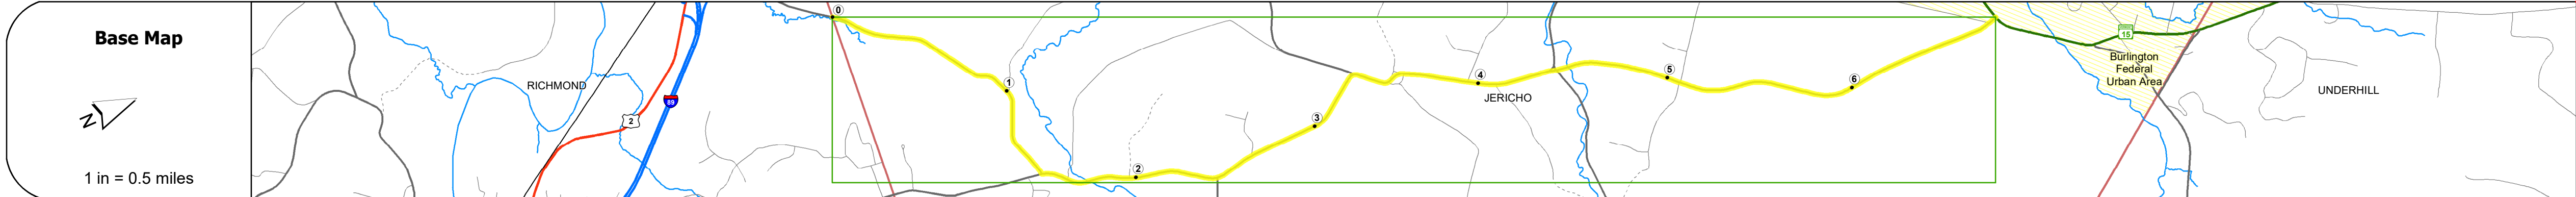 Base Map
N
1 in = 0.5 miles
RICHMOND
2
89
0
1
2
3
4
JERICHO
5
6
15
Burlington
Federal
Urban Area
UNDERHILL